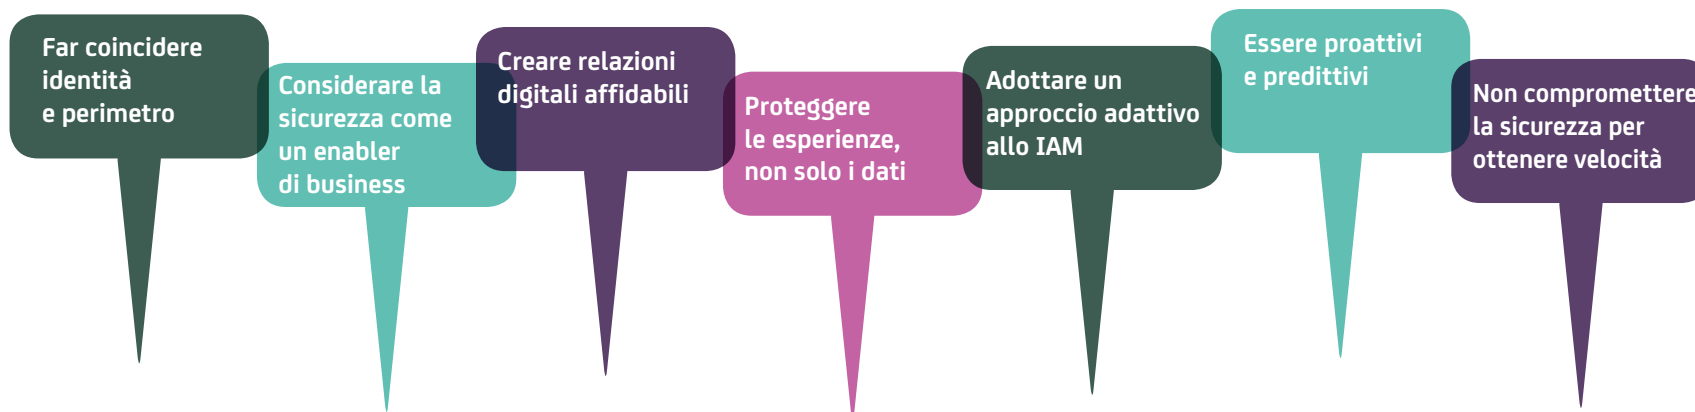 Far coincidere
identità
e perimetro
Considerare la
sicurezza come
un enabler
di business
Creare relazioni
digitali affidabili
Proteggere
le esperienze,
non solo i dati
Adottare un
approccio adattivo
allo IAM
Essere proattivi
e predittivi
Non compromettere
la sicurezza per
ottenere velocità